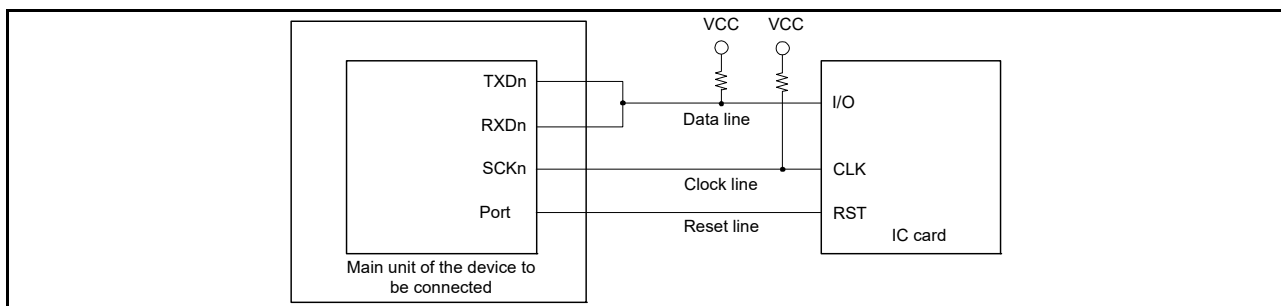 VCC VCC
TXDn
I/O
RXDn
Data line
SCKn
CLK
Clock line
Port
RST
Reset line
IC card
Main unit of the device to
be connected